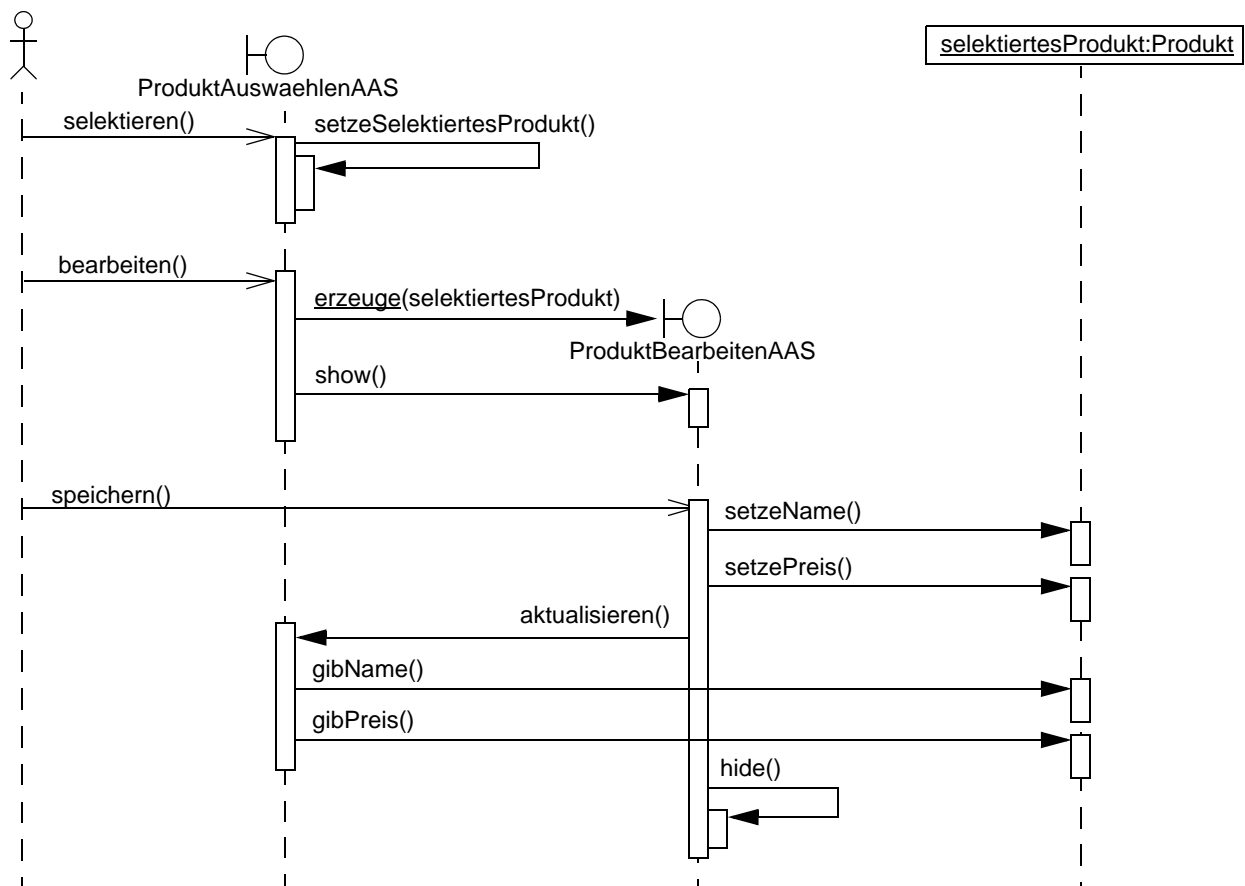 selektiertesProdukt:Produkt
ProduktAuswaehlenAAS
selektieren()
setzeSelektiertesProdukt()
bearbeiten()
erzeuge(selektiertesProdukt)
ProduktBearbeitenAAS
show()
speichern()
setzeName()
setzePreis()
aktualisieren()
gibName()
gibPreis()
hide()